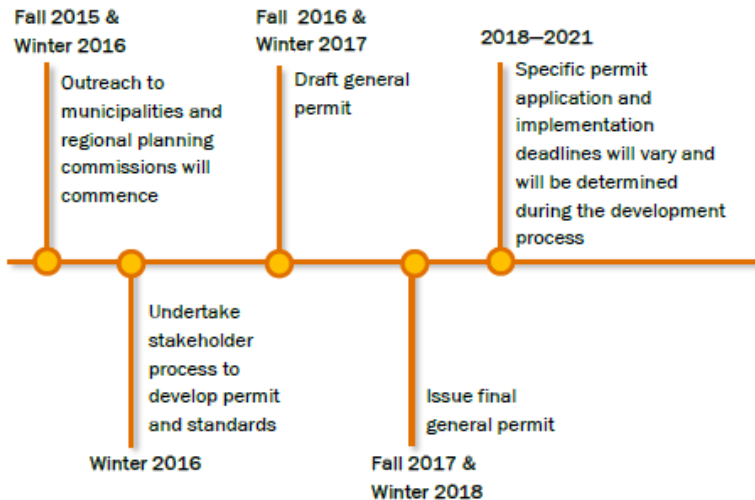 Fall 2015 &
Winter 2016
Outreach to
municipalities and
regional planning
commissions will
commence
Undertake
stakeholder
process to
develop permit
and standards
Winter 2016
Fall  2016 &
Winter 2017
Draft general
permit
Issue final
general permit
Fall 2017 &
Winter 2018
2018—2021
Specific permit
application and
implementation
deadlines will vary and
will be determined
during the development
process